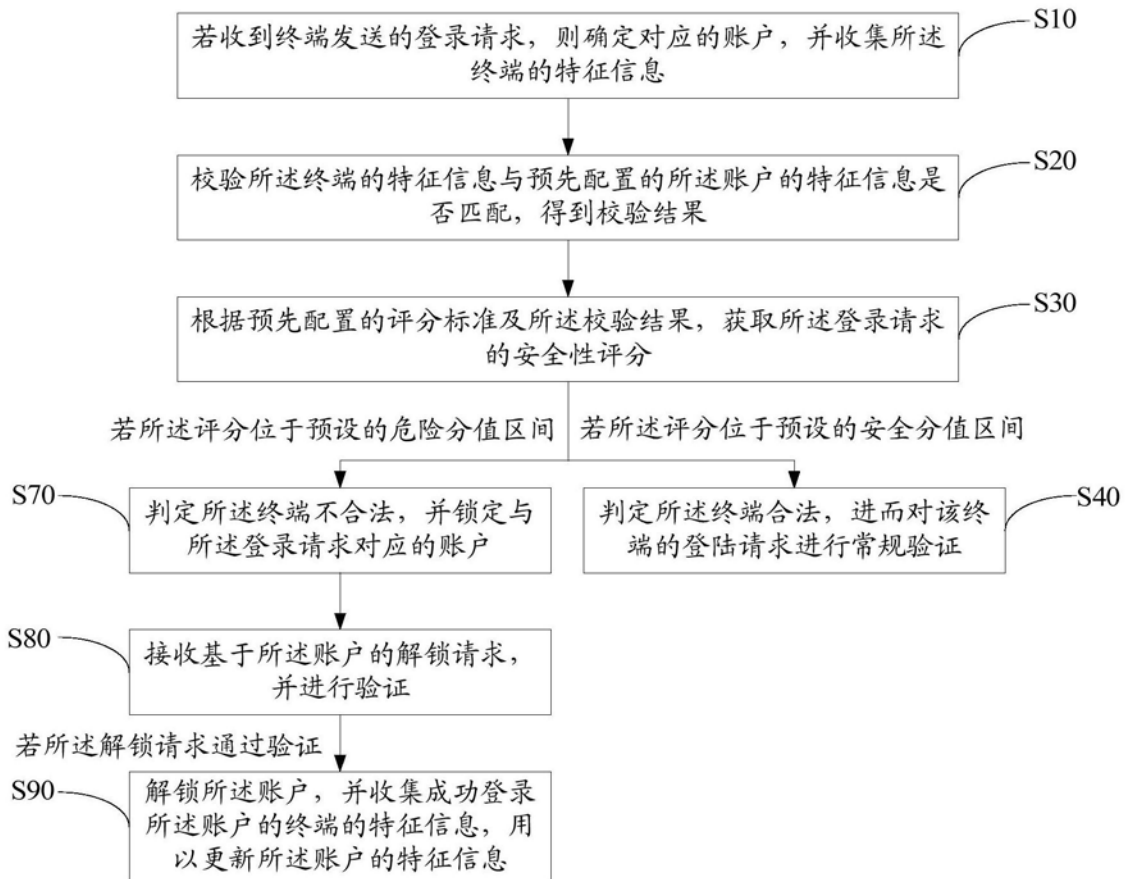 S10
若收到终端发送的登录请求，则确定对应的账户，并收集所述
终端的特征信息
S20
校验所述终端的特征信息与预先配置的所述账户的特征信息是
否匹配，得到校验结果
S30
根据预先配置的评分标准及所述校验结果，获取所述登录请求
的安全性评分
若所述评分位于预设的危险分值区间
若所述评分位于预设的安全分值区间
S70
判定所述终端不合法，并锁定与
所述登录请求对应的账户
S40
判定所述终端合法，进而对该终
端的登陆请求进行常规验证
S80
接收基于所述账户的解锁请求，
并进行验证
若所述解锁请求通过验证
S90
解锁所述账户，并收集成功登录
所述账户的终端的特征信息，用
以更新所述账户的特征信息